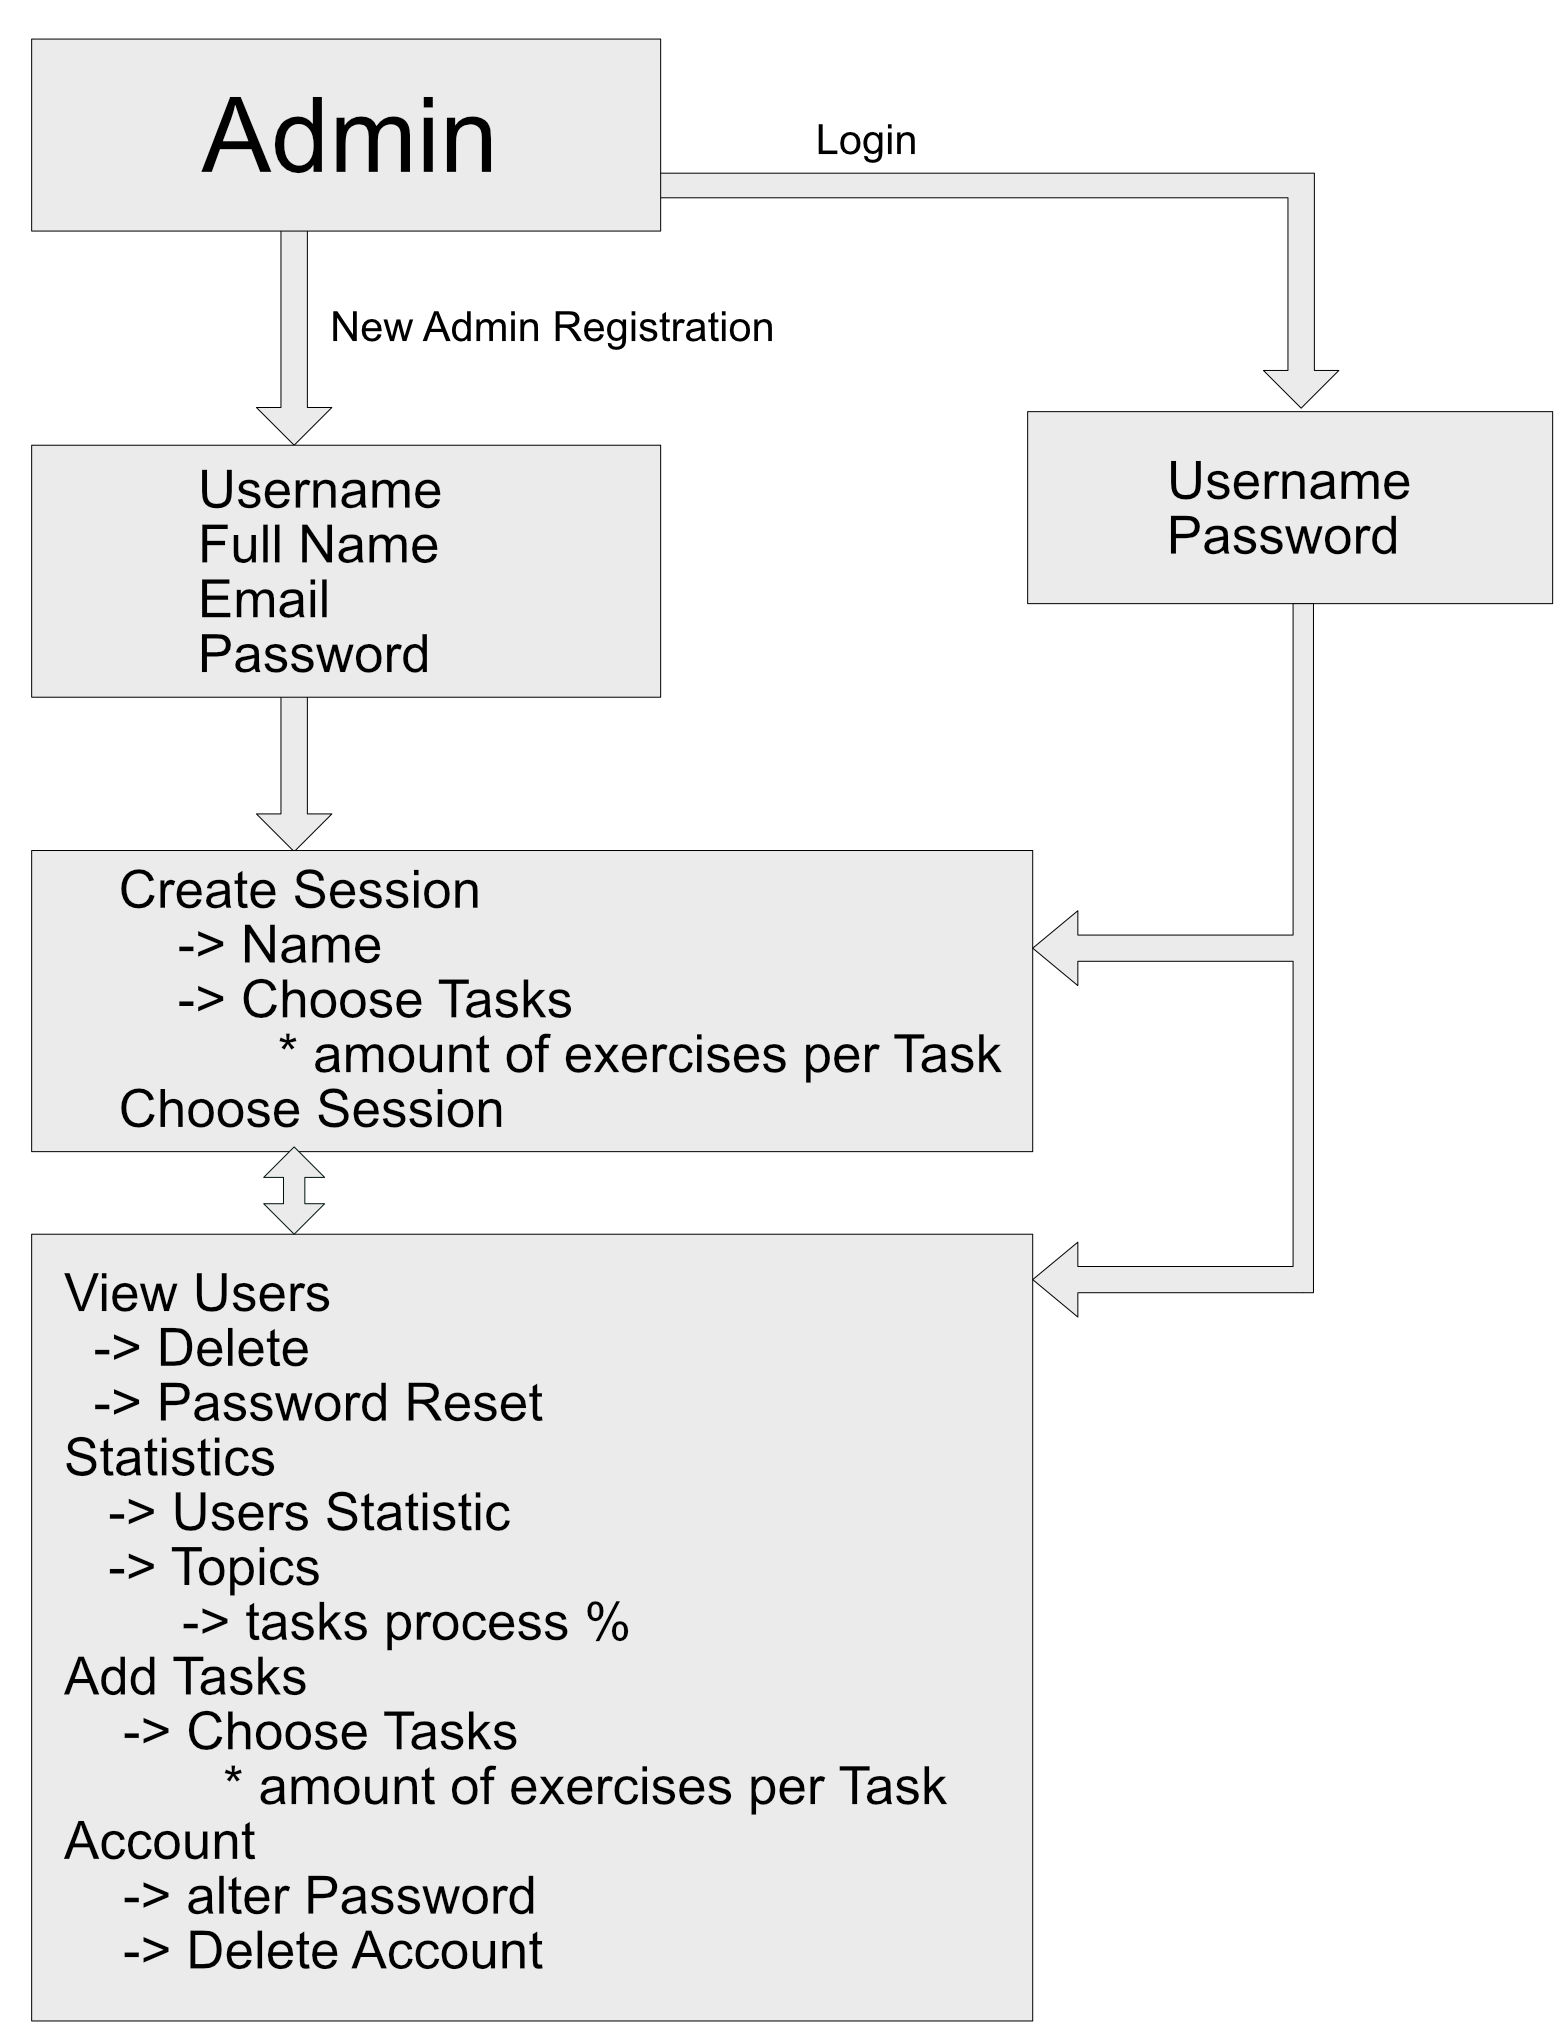 Admin
Login
New Admin Registration
Username
Full Name
Email
Password
Username
Password
Create Session
-> Name
-> Choose Tasks
* amount of exercises per Task
Choose Session
View Users
-> Delete
-> Password Reset
Statistics
-> Users Statistic
-> Topics
-> tasks process %
Add Tasks
-> Choose Tasks
* amount of exercises per Task
Account
-> alter Password
-> Delete Account